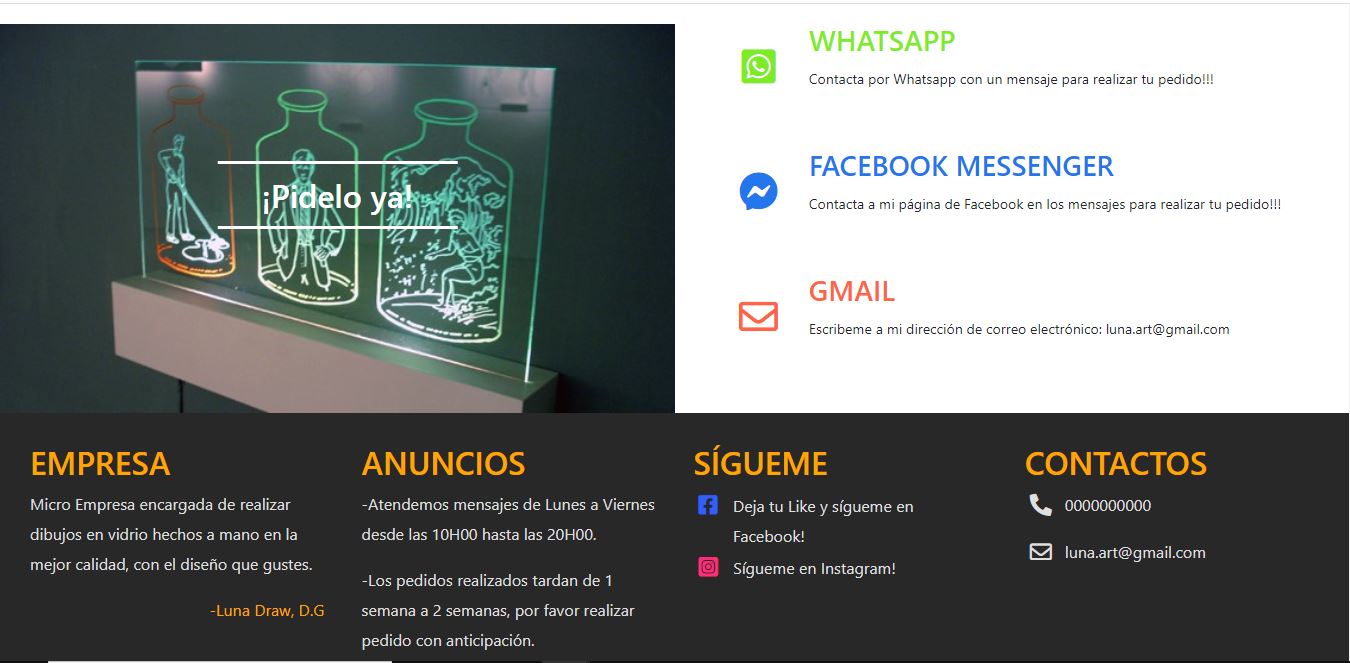 ¡Pidelo ya!
WHATSAPP
Contacta por Whatsapp con un mensaje para realizar tu pedido!!!
FACEBOOK MESSENGER
Contacta a mi página de Facebook en los mensajes para realizar tu pedido!!!
GMAIL
Escribeme a mi dirección de correo electrónico: luna.art@gmail.com
EMPRESA
Micro Empresa encargada de realizar
dibujos en vidrio hechos a mano en la
mejor calidad, con el diseño que gustes.
-Luna Draw, D.G
ANUNCIOS
-Atendemos mensajes de Lunes a Viernes
desde las 10H00 hasta las 20H00.
-Los pedidos realizados tardan de 1
semana a 2 semanas, por favor realizar
pedido con anticipación.
SÍGUEME
Deja tu Like y sígueme en
Facebook!
Sígueme en Instagram!
CONTACTOS
0000000000
luna.art@gmail.com